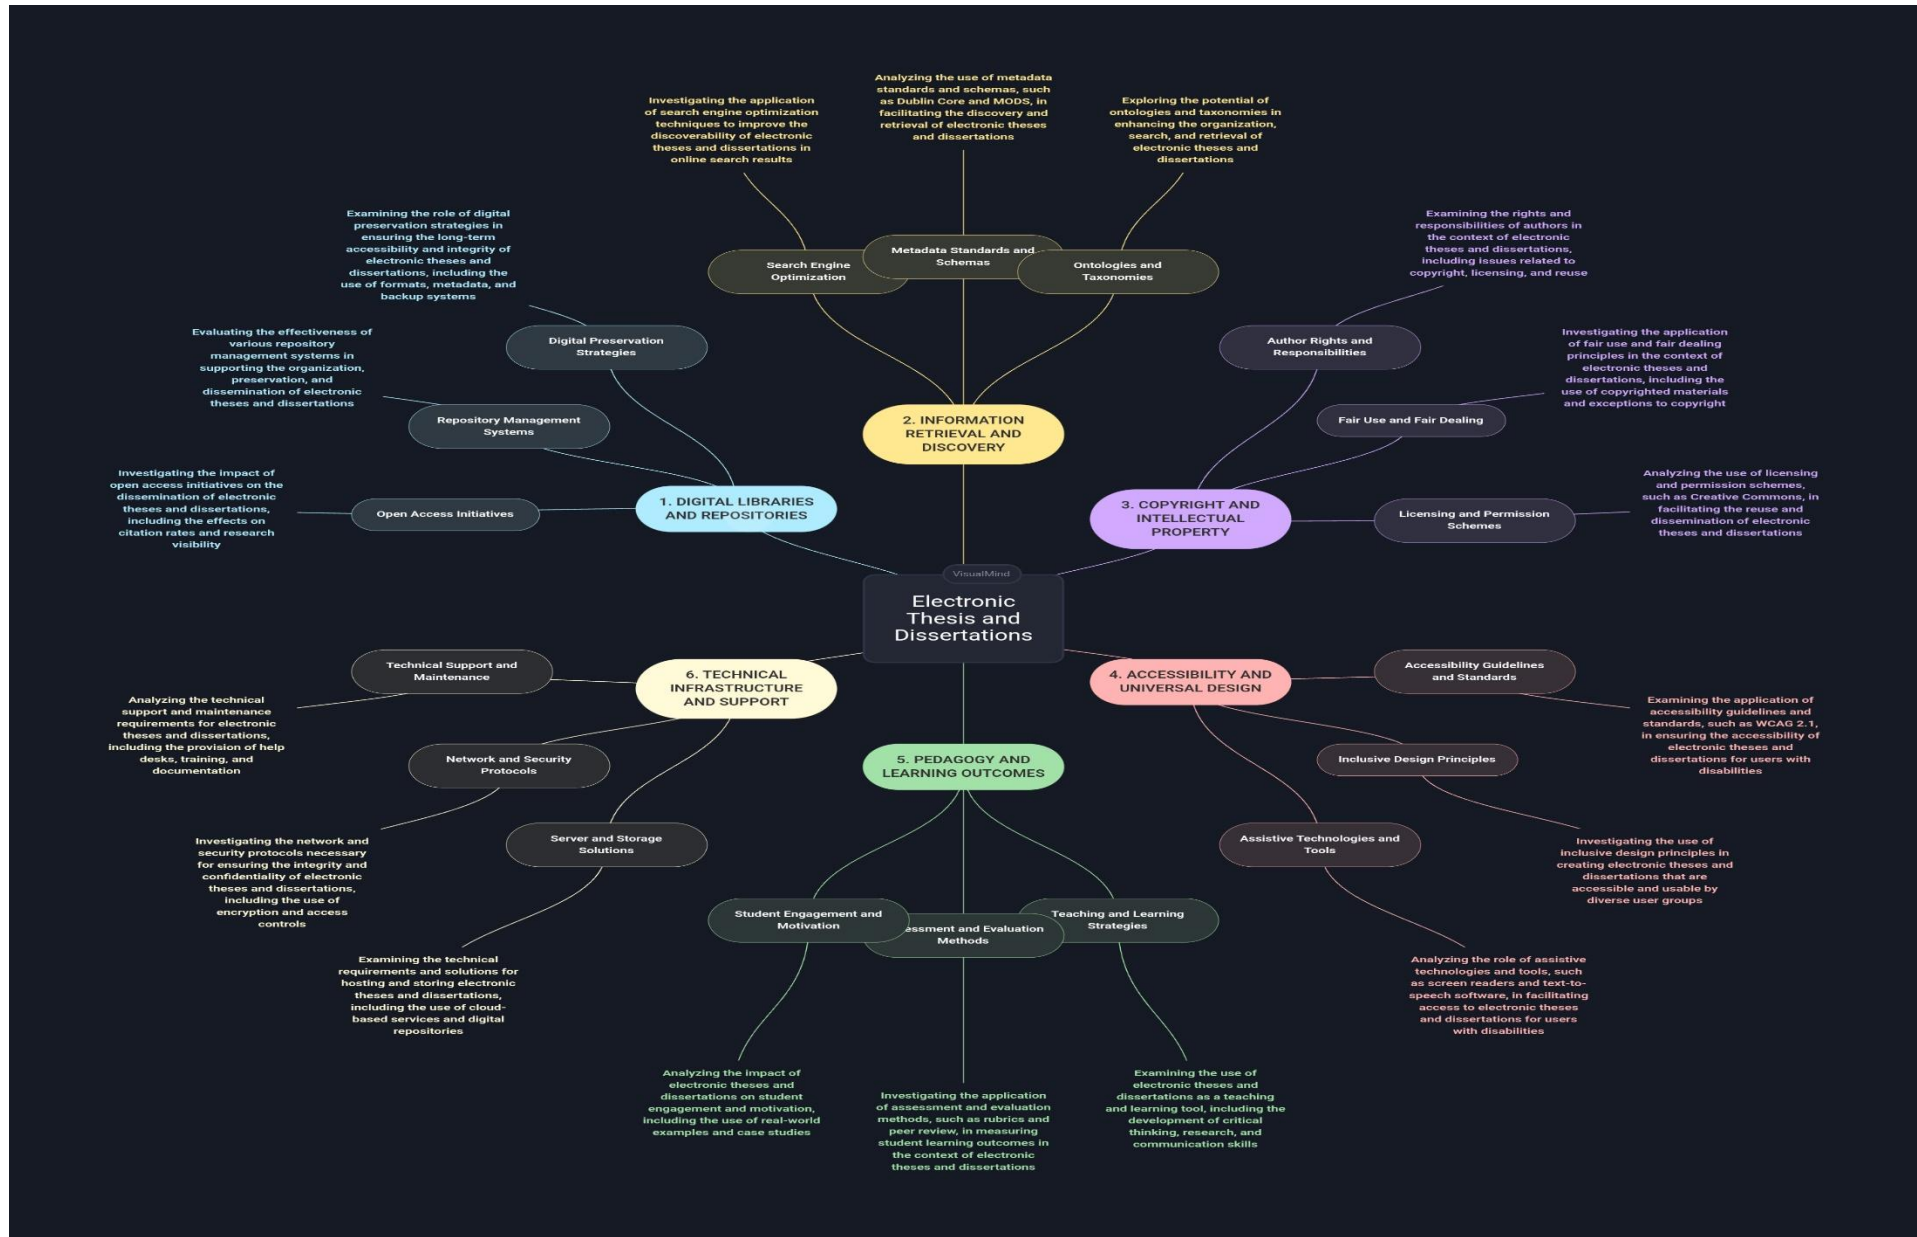 Electronic
Thesis and
Dissertations
VisualMind
1. DIGITAL LIBRARIES
AND REPOSITORIES
Digital Preservation
Strategies
Examining the role of digital
preservation strategies in
ensuring the long-term
accessibility and integrity of
electronic theses and
dissertations, including the
use of formats, metadata, and
backup systems
Repository Management
Systems
Evaluating the effectiveness of
various repository
management systems in
supporting the organization,
preservation, and
dissemination of electronic
theses and dissertations
Open Access Initiatives
Investigating the impact of
open access initiatives on the
dissemination of electronic
theses and dissertations,
including the effects on
citation rates and research
visibility
2. INFORMATION
RETRIEVAL AND
DISCOVERY
Search Engine
Optimization
Investigating the application
of search engine optimization
techniques to improve the
discoverability of electronic
theses and dissertations in
online search results
Metadata Standards and
Schemas
Analyzing the use of metadata
standards and schemas, such
as Dublin Core and MODS, in
facilitating the discovery and
retrieval of electronic theses
and dissertations
Ontologies and
Taxonomies
Exploring the potential of
ontologies and taxonomies in
enhancing the organization,
search, and retrieval of
electronic theses and
dissertations
3. COPYRIGHT AND
INTELLECTUAL
PROPERTY
Author Rights and
Responsibilities
Examining the rights and
responsibilities of authors in
the context of electronic
theses and dissertations,
including issues related to
copyright, licensing, and reuse
Fair Use and Fair Dealing
Investigating the application
of fair use and fair dealing
principles in the context of
electronic theses and
dissertations, including the
use of copyrighted materials
and exceptions to copyright
Licensing and Permission
Schemes
Analyzing the use of licensing
and permission schemes,
such as Creative Commons, in
facilitating the reuse and
dissemination of electronic
theses and dissertations
4. ACCESSIBILITY AND
UNIVERSAL DESIGN
Accessibility Guidelines
and Standards
Examining the application of
accessibility guidelines and
standards, such as WCAG 2.1,
in ensuring the accessibility of
electronic theses and
dissertations for users with
disabilities
Inclusive Design Principles
Investigating the use of
inclusive design principles in
creating electronic theses and
dissertations that are
accessible and usable by
diverse user groups
Assistive Technologies and
Tools
Analyzing the role of assistive
technologies and tools, such
as screen readers and text-to-
speech software, in facilitating
access to electronic theses
and dissertations for users
with disabilities
5. PEDAGOGY AND
LEARNING OUTCOMES
Student Engagement and
Motivation
Analyzing the impact of
electronic theses and
dissertations on student
engagement and motivation,
including the use of real-world
examples and case studies
essment and Evaluation
Methods
Investigating the application
of assessment and evaluation
methods, such as rubrics and
peer review, in measuring
student learning outcomes in
the context of electronic
theses and dissertations
Teaching and Learning
Strategies
Examining the use of
electronic theses and
dissertations as a teaching
and learning tool, including the
development of critical
thinking, research, and
communication skills
6. TECHNICAL
INFRASTRUCTURE
AND SUPPORT
Technical Support and
Maintenance
Analyzing the technical
support and maintenance
requirements for electronic
theses and dissertations,
including the provision of help
desks, training, and
documentation
Network and Security
Protocols
Investigating the network and
security protocols necessary
for ensuring the integrity and
confidentiality of electronic
theses and dissertations,
including the use of
encryption and access
controls
Server and Storage
Solutions
Examining the technical
requirements and solutions for
hosting and storing electronic
theses and dissertations,
including the use of cloud-
based services and digital
repositories